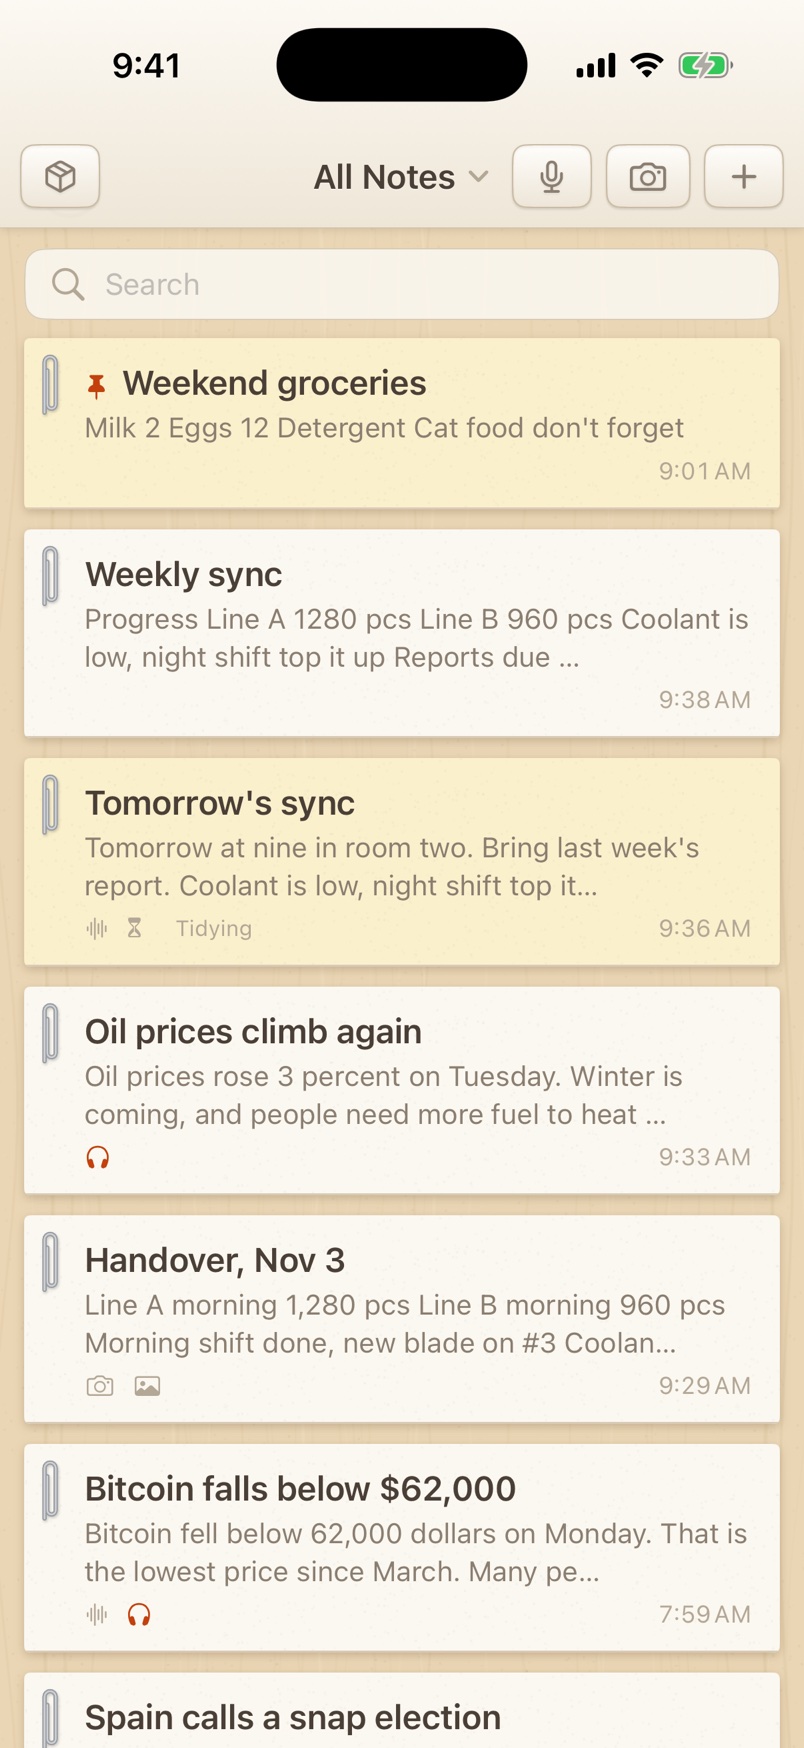 9:41
All Notes
Search
Weekend groceries
Milk 2 Eggs 12 Detergent Cat food don't forget
9:01 AM
Weekly sync
Progress Line A 1280 pcs Line B 960 pcs Coolant is
low, night shift top it up Reports due ...
9:38 AM
Tomorrow's sync
Tomorrow at nine in room two. Bring last week's
report. Coolant is low, night shift top it...
Tidying
9:36 AM
Oil prices climb again
Oil prices rose 3 percent on Tuesday. Winter is
coming, and people need more fuel to heat ...
9:33 AM
Handover, Nov 3
Line A morning 1,280 pcs Line B morning 960 pcs
Morning shift done, new blade on #3 Coolan...
9:29 AM
Bitcoin falls below $62,000
Bitcoin fell below 62,000 dollars on Monday. That is
the lowest price since March. Many pe...
7:59 AM
Spain calls a snap election